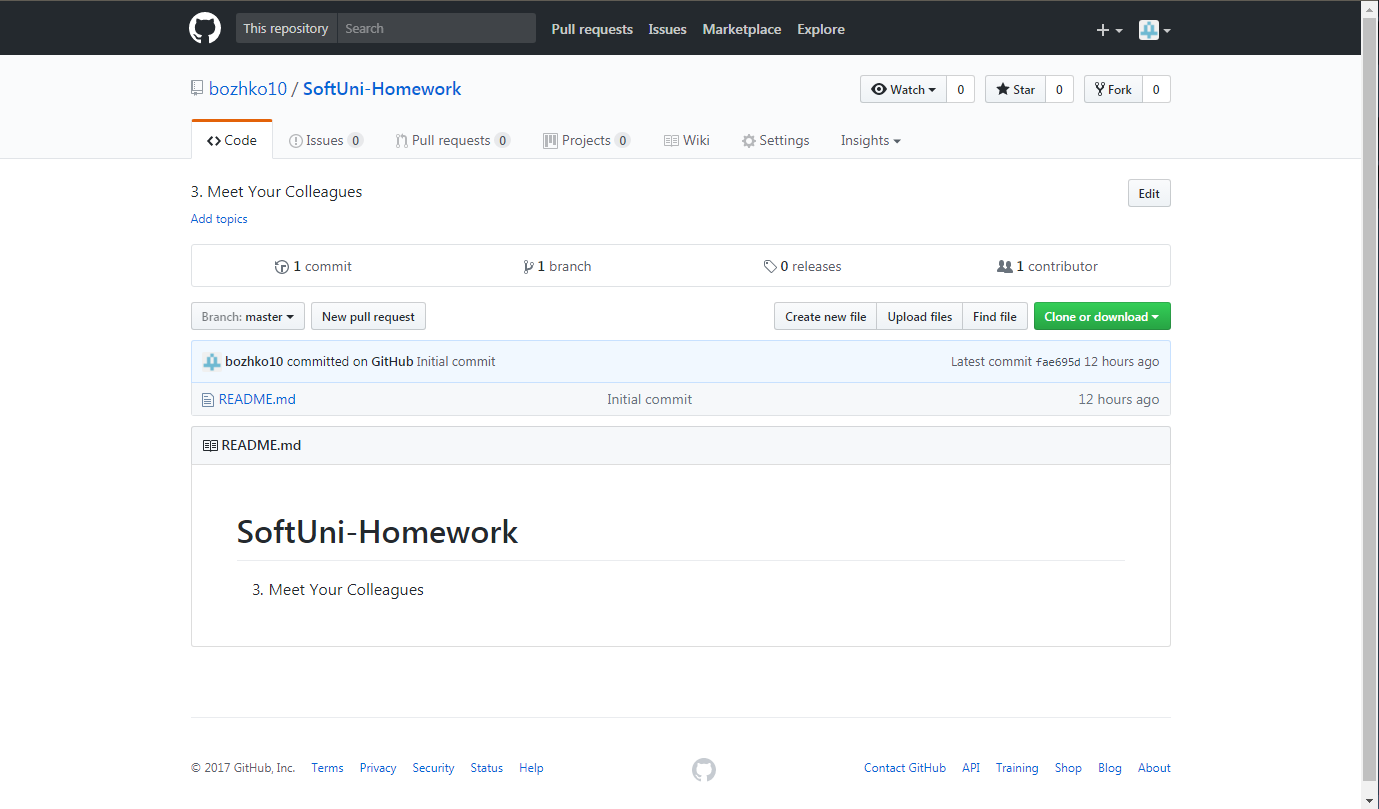 This repository Search Pull requests Issues Marketplace Explore
bozhko10 / SoftUni-Homework Watch 0 Star 0 Fork 0
Code Issues 0 Pull requests 0 Projects 0 Wiki Settings Insights
3. Meet Your Colleagues Edit
Add topics
1 commit 1 branch 0 releases 1 contributor
Branch: master New pull request Create new file Upload files Find file Clone or download
bozhko10 committed on GitHub Initial commit Latest commit fae695d 12 hours ago
README.md Initial commit 12 hours ago
README.md
SoftUni-Homework
3. Meet Your Colleagues
© 2017 GitHub, Inc. Terms Privacy Security Status Help Contact GitHub API Training Shop Blog About